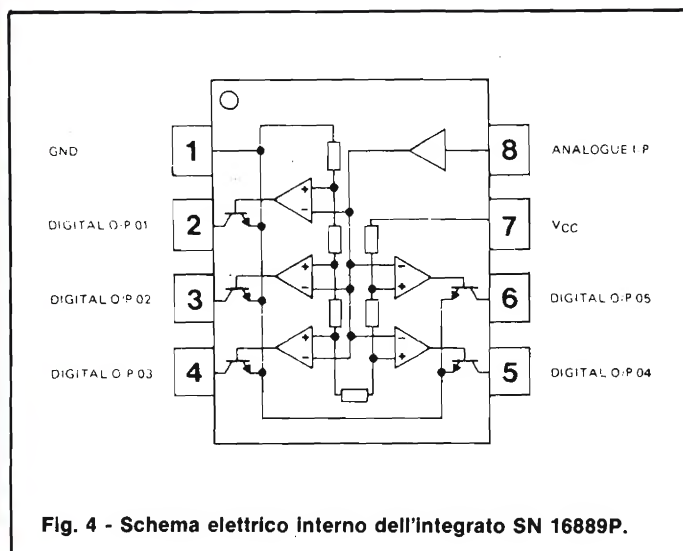 GND
1
8
ANALOGUE I P
DIGITAL O/P 01
2
7
VCC
DIGITAL O/P 02
3
6
DIGITAL O/P 05
DIGITAL O P 03
4
5
DIGITAL O/P 04
+
−
+
−
−
+
+
−
−
+
Fig. 4 - Schema elettrico interno dell'integrato SN 16889P.